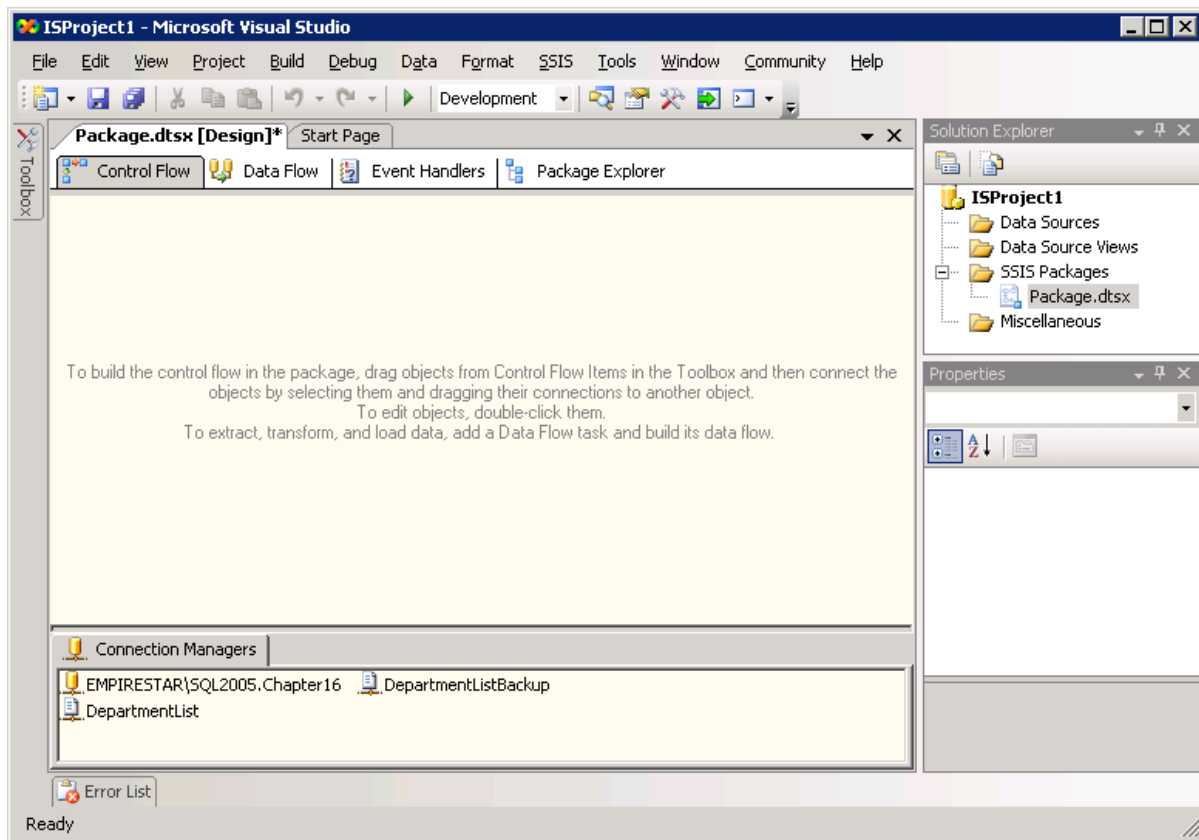 ISProject1 - Microsoft Visual Studio
File Edit View Project Build Debug Data Format SSIS Tools Window Community Help
Development
Toolbox
Package.dtsx [Design]* Start Page
Control Flow Data Flow Event Handlers Package Explorer
To build the control flow in the package, drag objects from Control Flow Items in the Toolbox and then connect the
objects by selecting them and dragging their connections to another object.
To edit objects, double-click them.
To extract, transform, and load data, add a Data Flow task and build its data flow.
Connection Managers
EMPIRESTAR\SQL2005.Chapter16 DepartmentListBackup
DepartmentList
Error List
Ready
Solution Explorer
ISProject1
Data Sources
Data Source Views
SSIS Packages
Package.dtsx
Miscellaneous
Properties